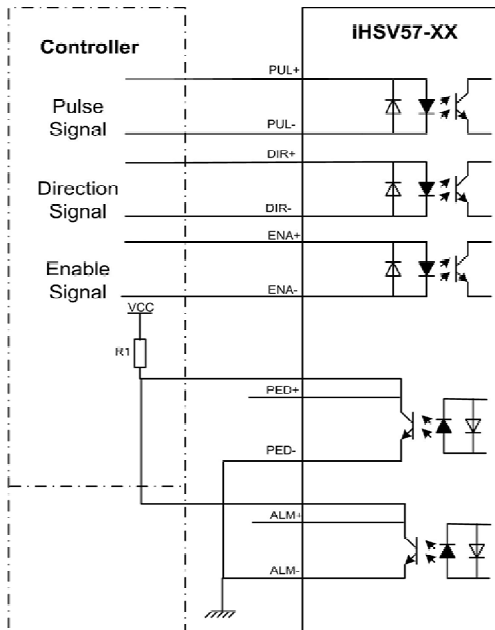 Controller
iHSV57-XX
PUL+
Pulse
Signal
PUL-
DIR+
Direction
Signal
DIR-
ENA+
Enable
Signal
ENA-
VCC
R1
PED+
PED-
ALM+
ALM-